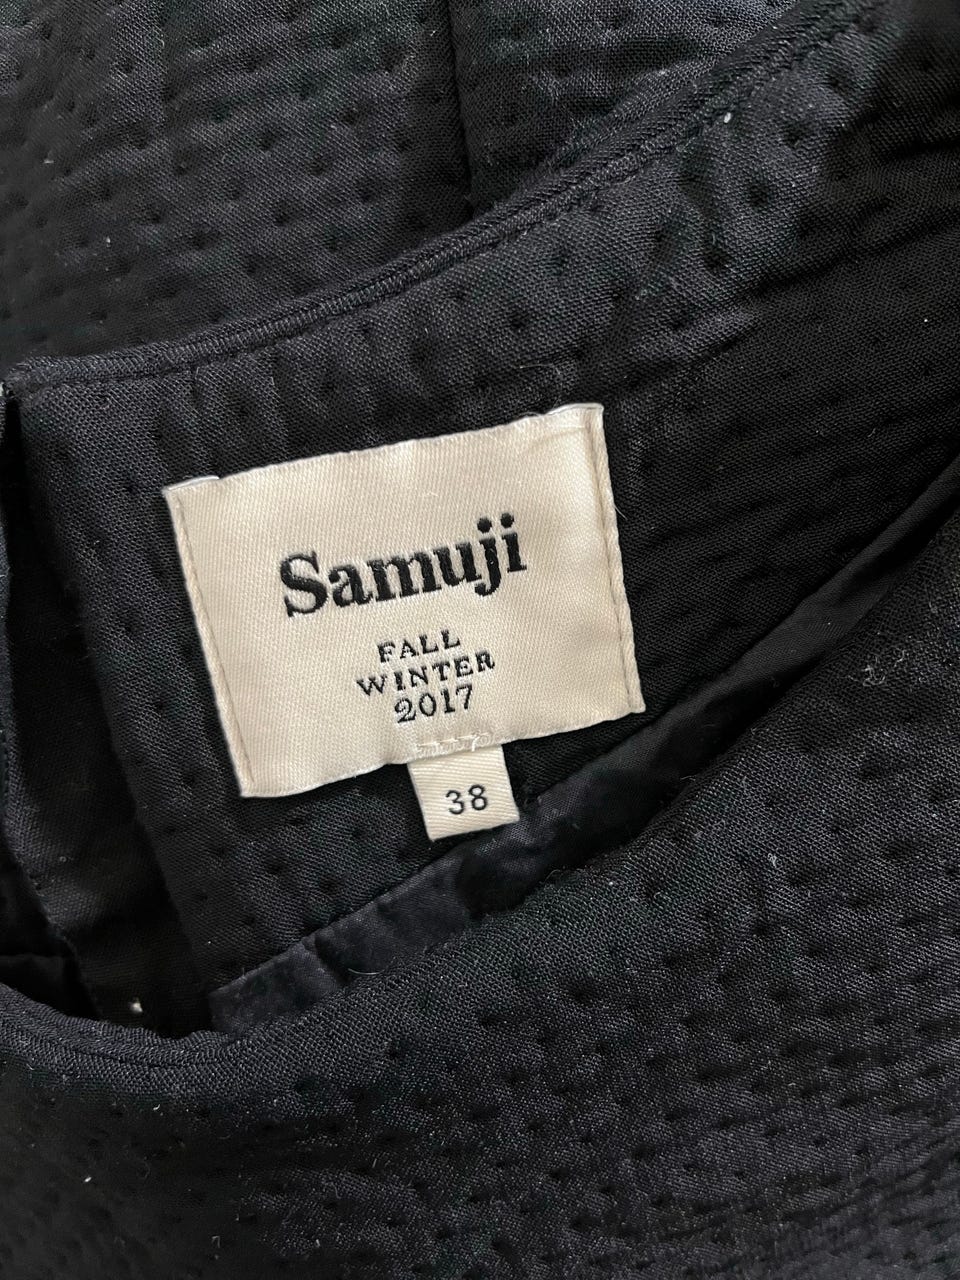 Samuji
FALL
WINTER
2017
38